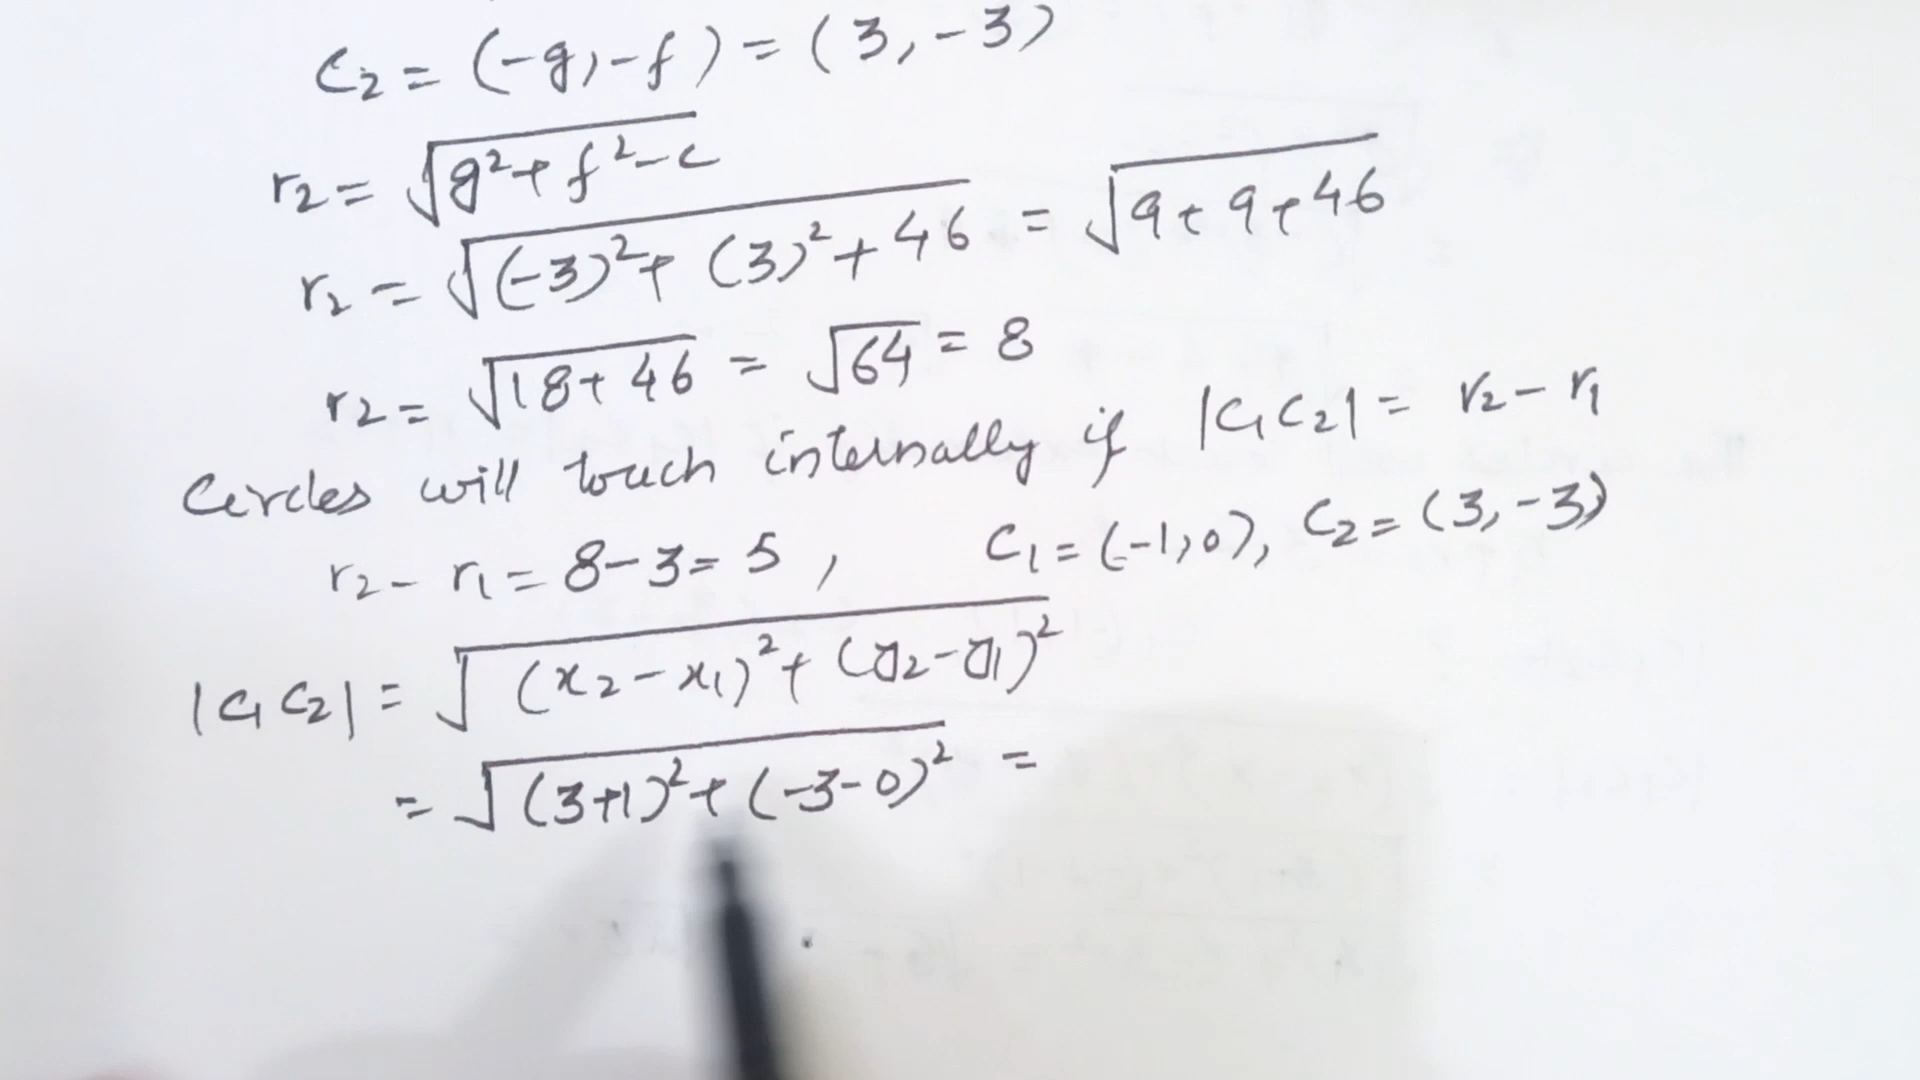 C₂ = (-g, -f) = (3, -3)
r₂ = √(g² + f² - c)
r₂ = √((-3)² + (3)² + 46) = √(9 + 9 + 46)
r₂ = √(18 + 46) = √64 = 8
Circles will touch internally if |C₁C₂| = r₂ - r₁
r₂ - r₁ = 8 - 3 = 5, C₁ = (-1, 0), C₂ = (3, -3)
|C₁C₂| = √((x₂ - x₁)² + (y₂ - y₁)²)
= √((3+1)² + (-3-0)²) =